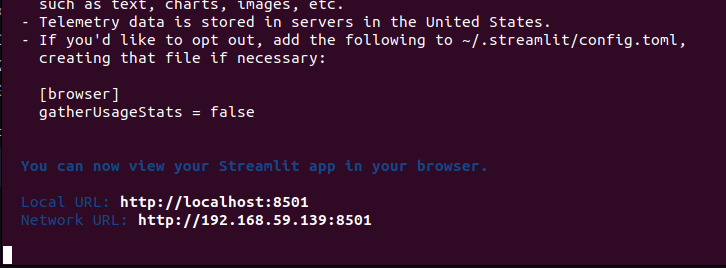 such as text, charts, images, etc.
- Telemetry data is stored in servers in the United States.
- If you'd like to opt out, add the following to ~/.streamlit/config.toml,
creating that file if necessary:
[browser]
gatherUsageStats = false
You can now view your Streamlit app in your browser.
Local URL: http://localhost:8501
Network URL: http://192.168.59.139:8501